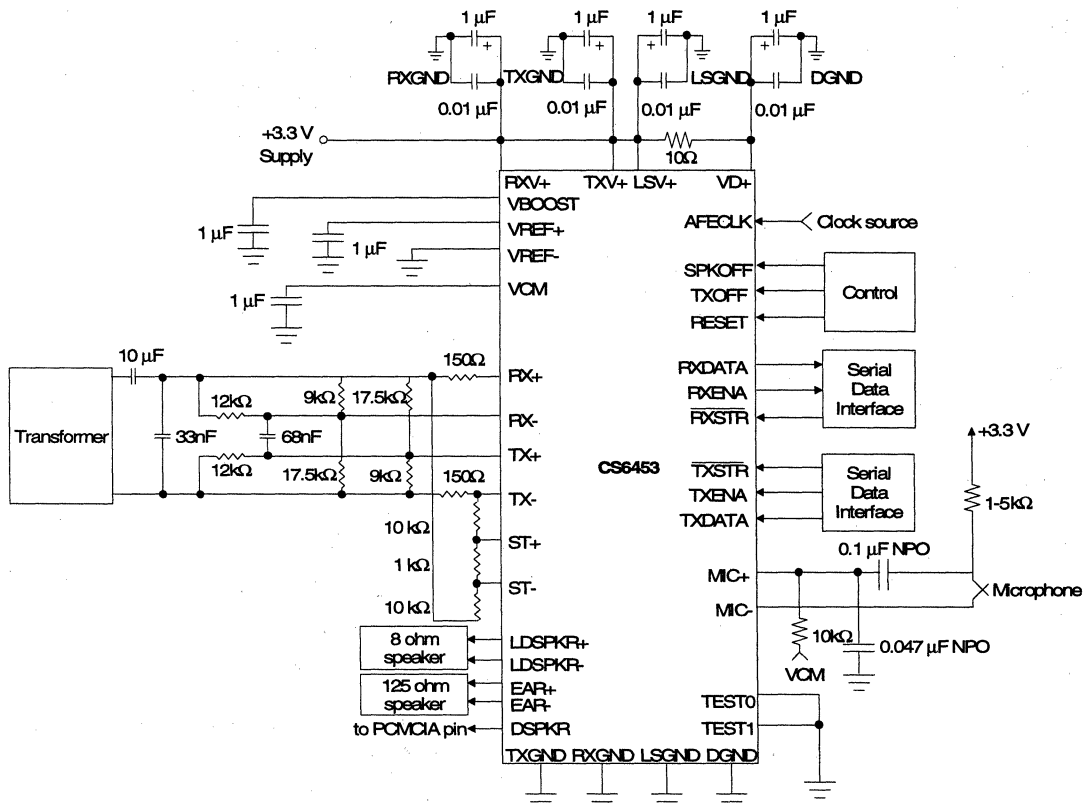 1 µF
1 µF
1 µF
1 µF
+
+
+
+
RXGND
TXGND
LSGND
DGND
0.01 µF
0.01 µF
0.01 µF
0.01 µF
+3.3 V
Supply
10Ω
RXV+
TXV+
LSV+
VD+
VBOOST
VREF+
VREF-
VCM
1 µF
1 µF
1 µF
AFECLK
Clock source
SPKOFF
TXOFF
RESET
Control
10 µF
150Ω
RX+
RXDATA
RXENA
RXSTR
Serial
Data
Interface
12kΩ
9kΩ
17.5kΩ
RX-
Transformer
33nF
68nF
TX+
12kΩ
17.5kΩ
9kΩ
150Ω
TX-
CS6453
TXSTR
TXENA
TXDATA
Serial
Data
Interface
+3.3 V
1-5kΩ
10 kΩ
ST+
1 kΩ
ST-
10 kΩ
0.1 µF NPO
MIC+
MIC-
Microphone
10kΩ
0.047 µF NPO
VCM
8 ohm
speaker
LDSPKR+
LDSPKR-
125 ohm
speaker
EAR+
EAR-
to PCMCIA pin
DSPKR
TEST0
TEST1
TXGND
RXGND
LSGND
DGND